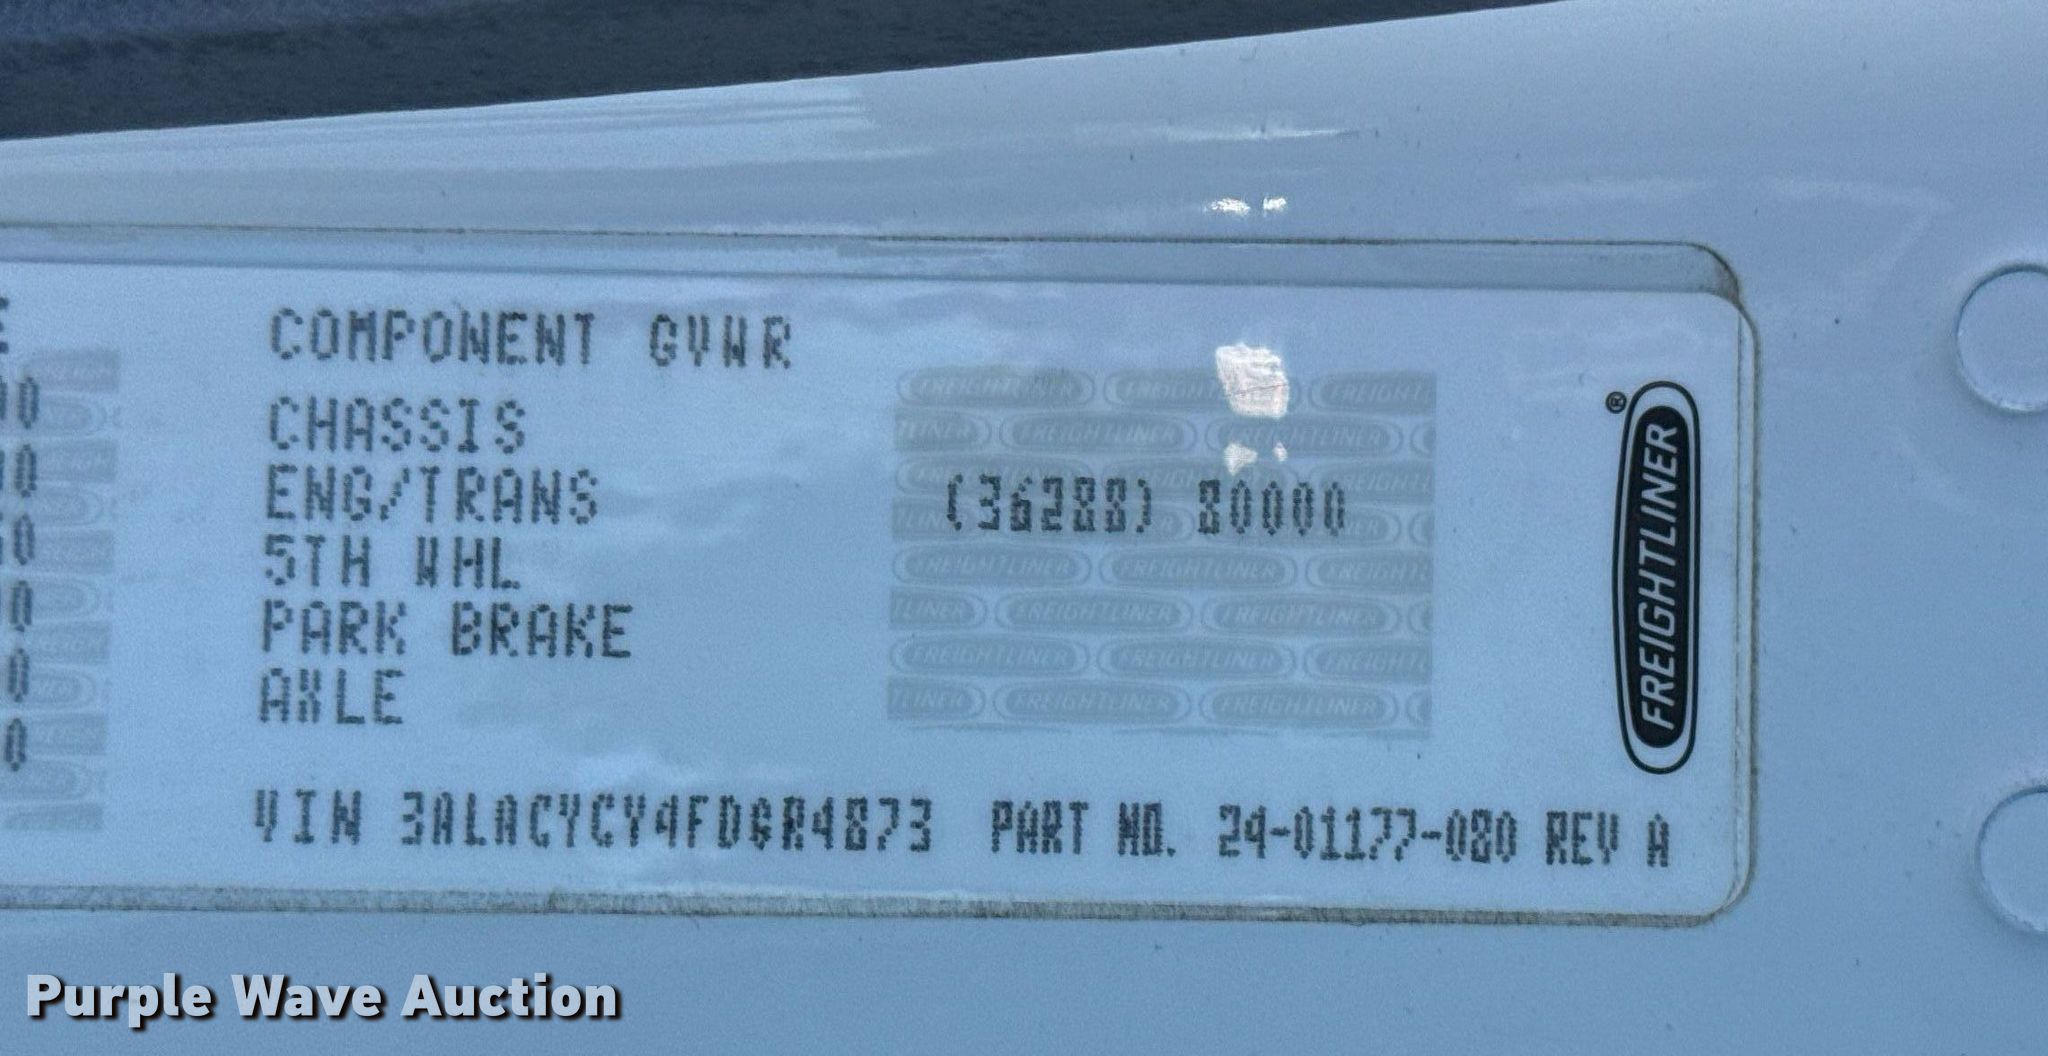 COMPONENT GVWR
CHASSIS
ENG/TRANS (36288) 80000
5TH WHL
PARK BRAKE
AXLE
VIN 3ALACYCY4FDGR4873 PART NO. 24-01177-080 REV A
FREIGHTLINER
®
Purple Wave Auction